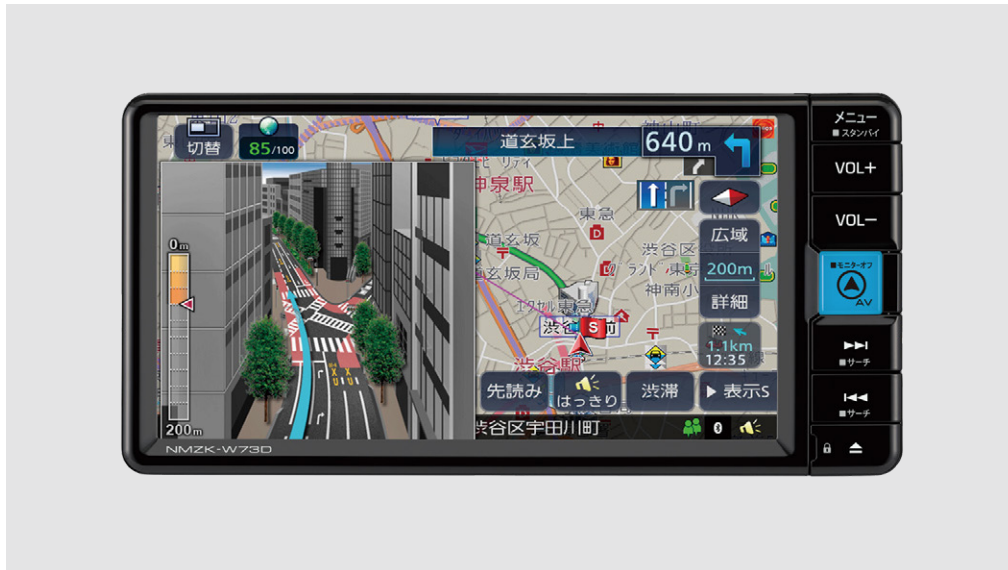 切替
85/100
道玄坂上
640m
神泉駅
東急
道玄坂
玄坂局
渋谷区
神南小
広域
200m
詳細
1.1km
12:35
0m
200m
S
渋谷駅
先読み
はっきり
渋滞
表示S
渋谷区宇田川町
NMZK-W73D
メニュー
■スタンバイ
VOL+
VOL−
■モニターオフ
AV
■サーチ
■サーチ